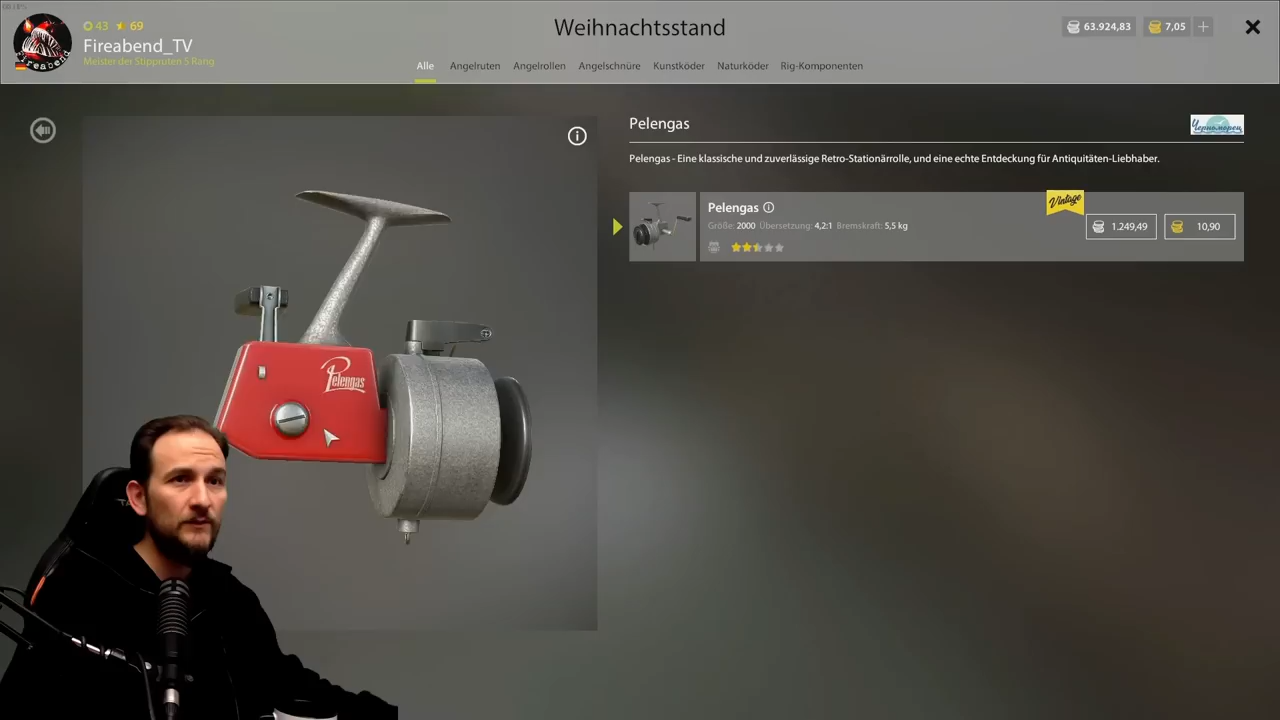 43 69
Fireabend_TV
Meister der Stippruten 5 Rang
Weihnachtsstand
63.924,83 7,05 +
Alle Angelruten Angelrollen Angelschnüre Kunstköder Naturköder Rig-Komponenten
Pelengas
Черноморец
Pelengas - Eine klassische und zuverlässige Retro-Stationärrolle, und eine echte Entdeckung für Antiquitäten-Liebhaber.
Vintage
Pelengas
Größe: 2000 Übersetzung: 4,2:1 Bremskraft: 5,5 kg
1.249,49 10,90
Pelengas